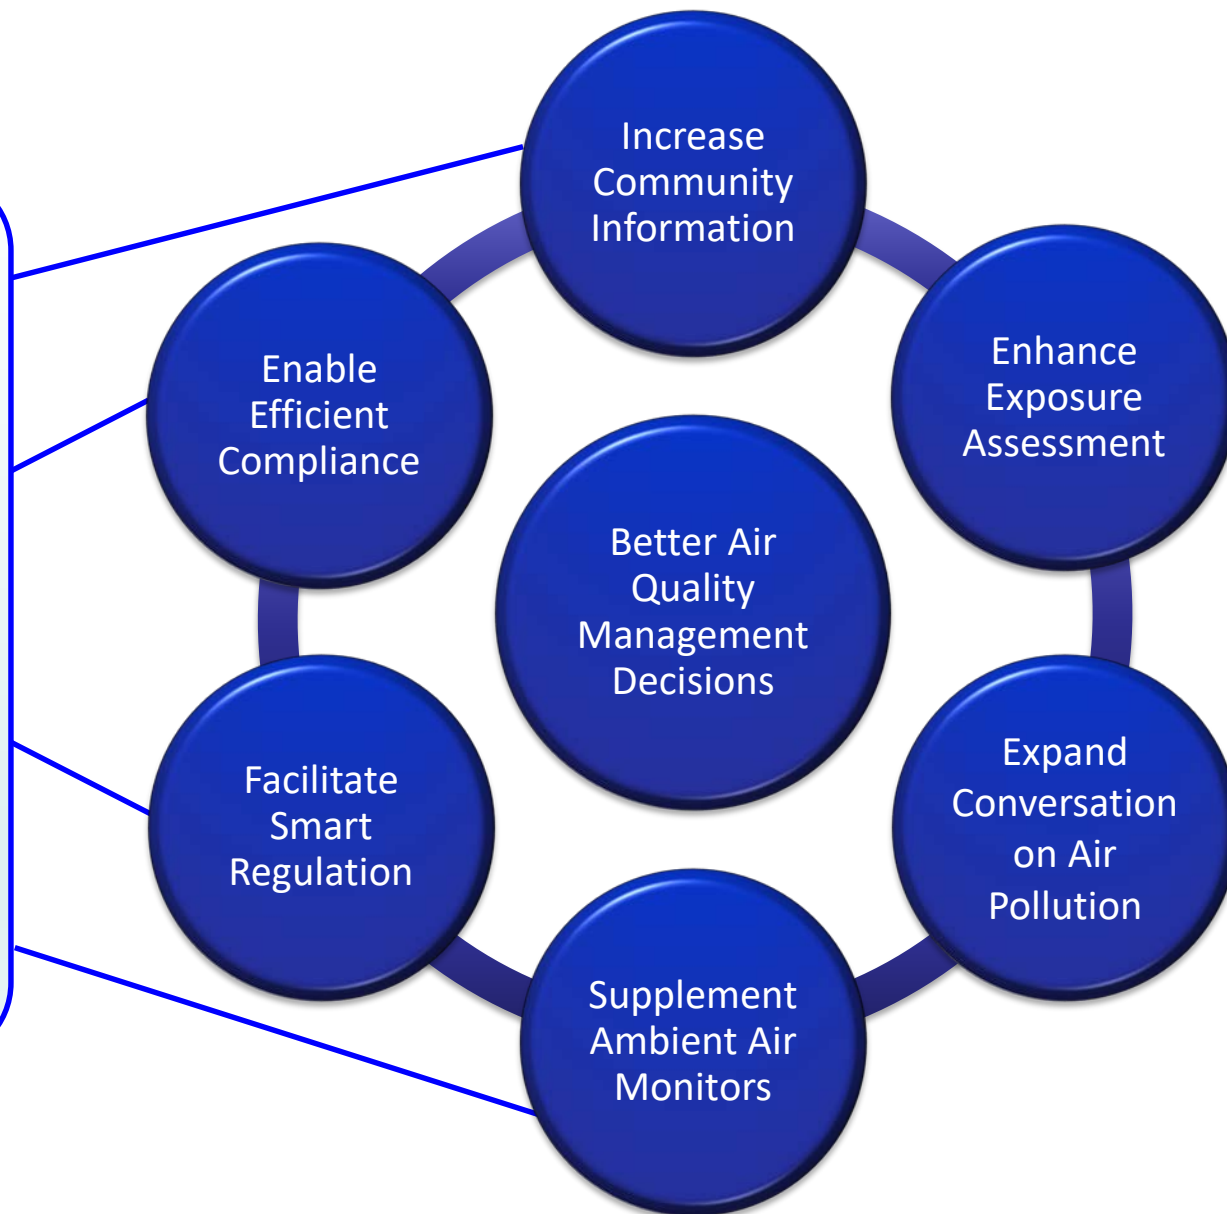 Increase
Community
Information
Enhance
Exposure
Assessment
Expand
Conversation
on Air
Pollution
Supplement
Ambient Air
Monitors
Facilitate
Smart
Regulation
Enable
Efficient
Compliance
Better Air
Quality
Management
Decisions